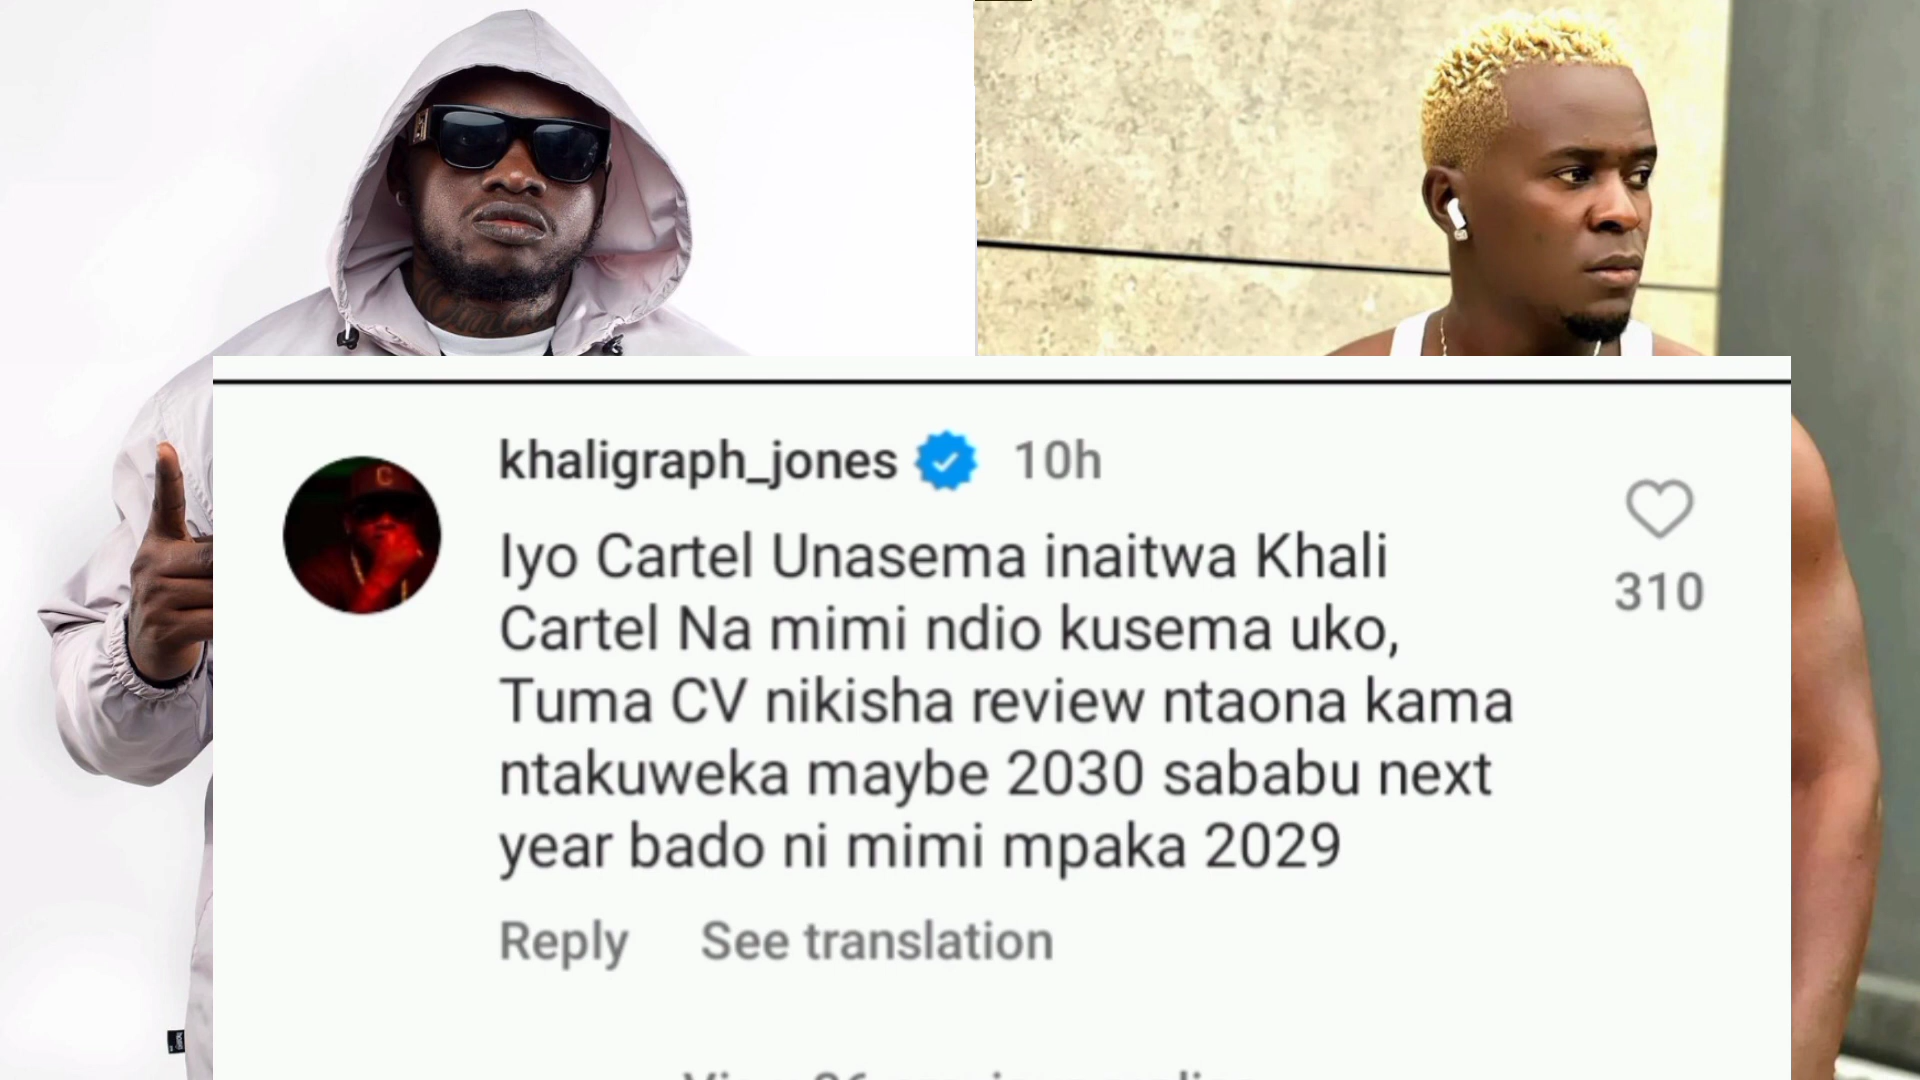 khaligraph_jones 10h
Iyo Cartel Unasema inaitwa Khali
Cartel Na mimi ndio kusema uko,
Tuma CV nikisha review ntaona kama
ntakuweka maybe 2030 sababu next
year bado ni mimi mpaka 2029
310
Reply See translation